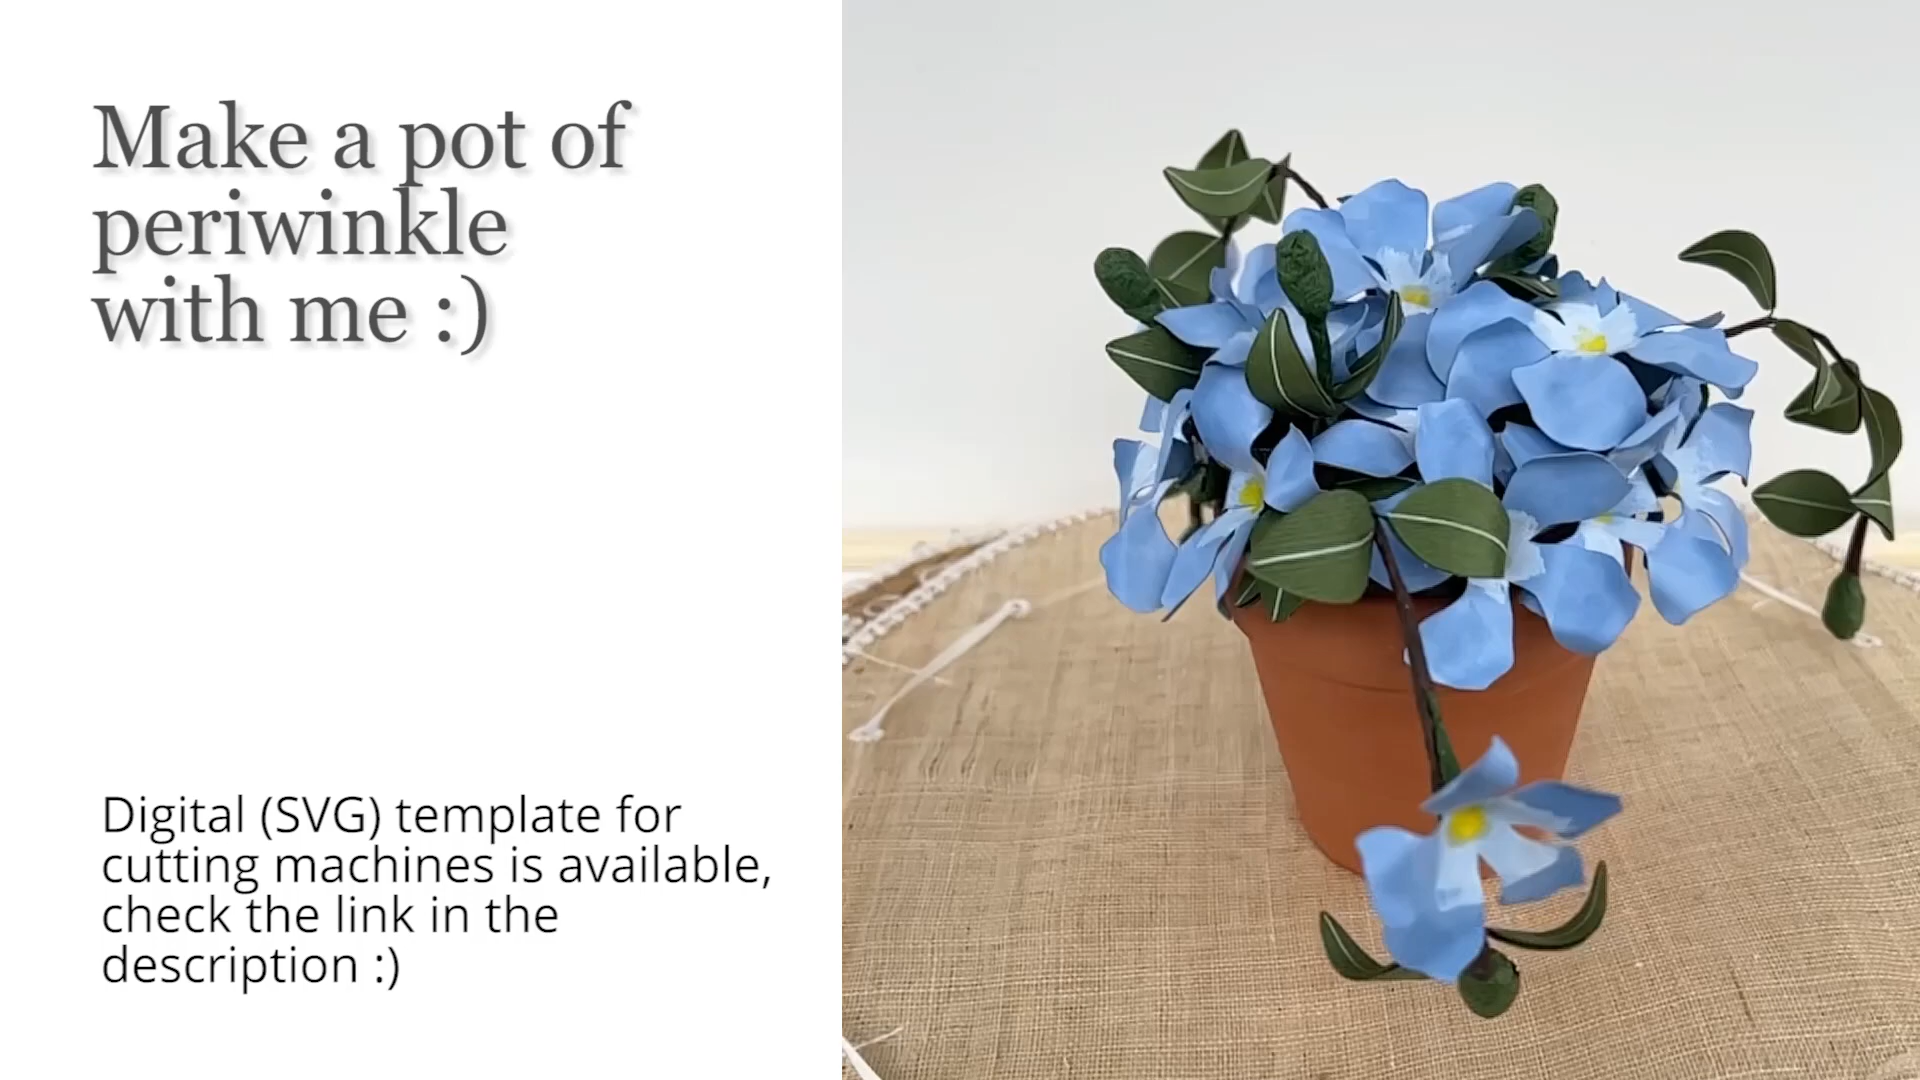 Make a pot of
periwinkle
with me :)
Digital (SVG) template for
cutting machines is available,
check the link in the
description :)